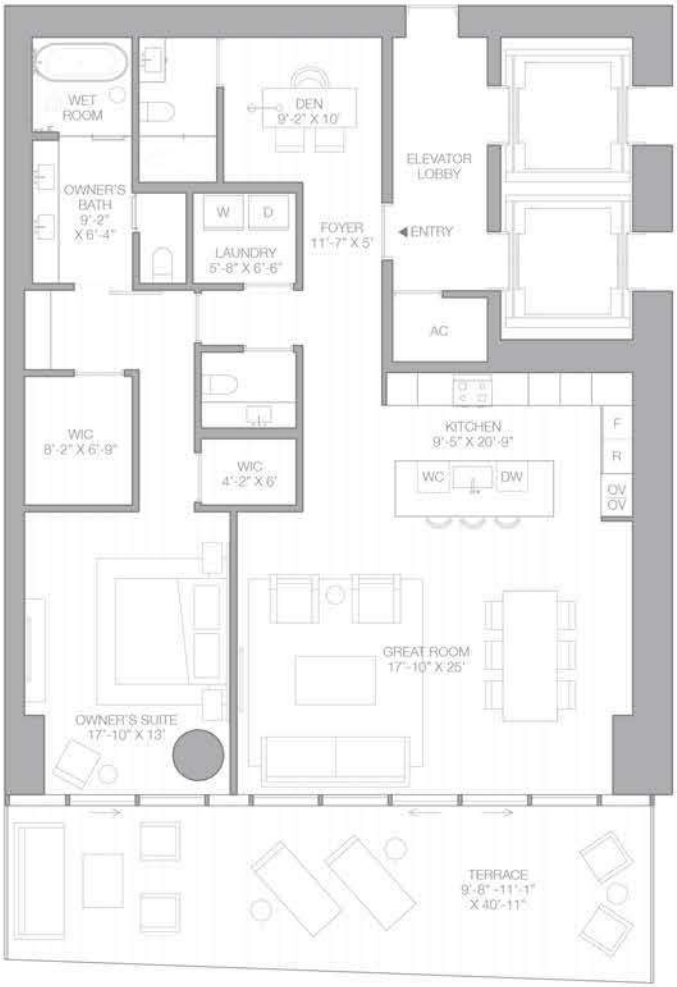 WET
ROOM
DEN
9'-2" X 10'
OWNER'S
BATH
9'-2"
X 6'-4"
W
D
LAUNDRY
5'-8" X 6'-6"
FOYER
11'-7" X 5'
ELEVATOR
LOBBY
ENTRY
AC
WIC
8'-2" X 6'-9"
WIC
4'-2" X 6'
KITCHEN
9'-5" X 20'-9"
F
R
OV
OV
WC
DW
GREAT ROOM
17'-10" X 25'
OWNER'S SUITE
17'-10" X 13'
TERRACE
9'-8" -11'-1"
X 40'-11"